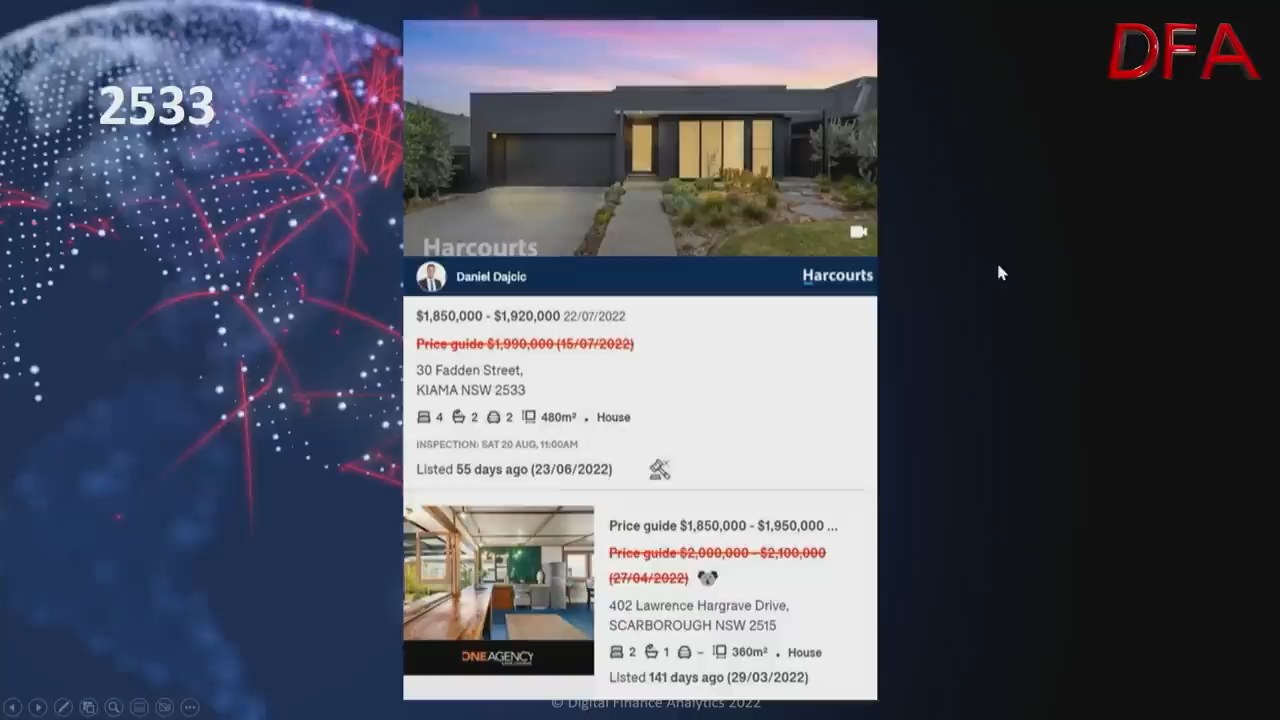 2533
DFA
Harcourts
Daniel Dajcic
Harcourts
$1,850,000 - $1,920,000 22/07/2022
Price guide $1,990,000 (15/07/2022)
30 Fadden Street,
KIAMA NSW 2533
4 2 2 480m² • House
INSPECTION: SAT 20 AUG, 11:00AM
Listed 55 days ago (23/06/2022)
Price guide $1,850,000 - $1,950,000 ...
Price guide $2,000,000 - $2,100,000
(27/04/2022)
402 Lawrence Hargrave Drive,
SCARBOROUGH NSW 2515
2 1 – 360m² • House
Listed 141 days ago (29/03/2022)
ONEAGENCY
© Digital Finance Analytics 2022